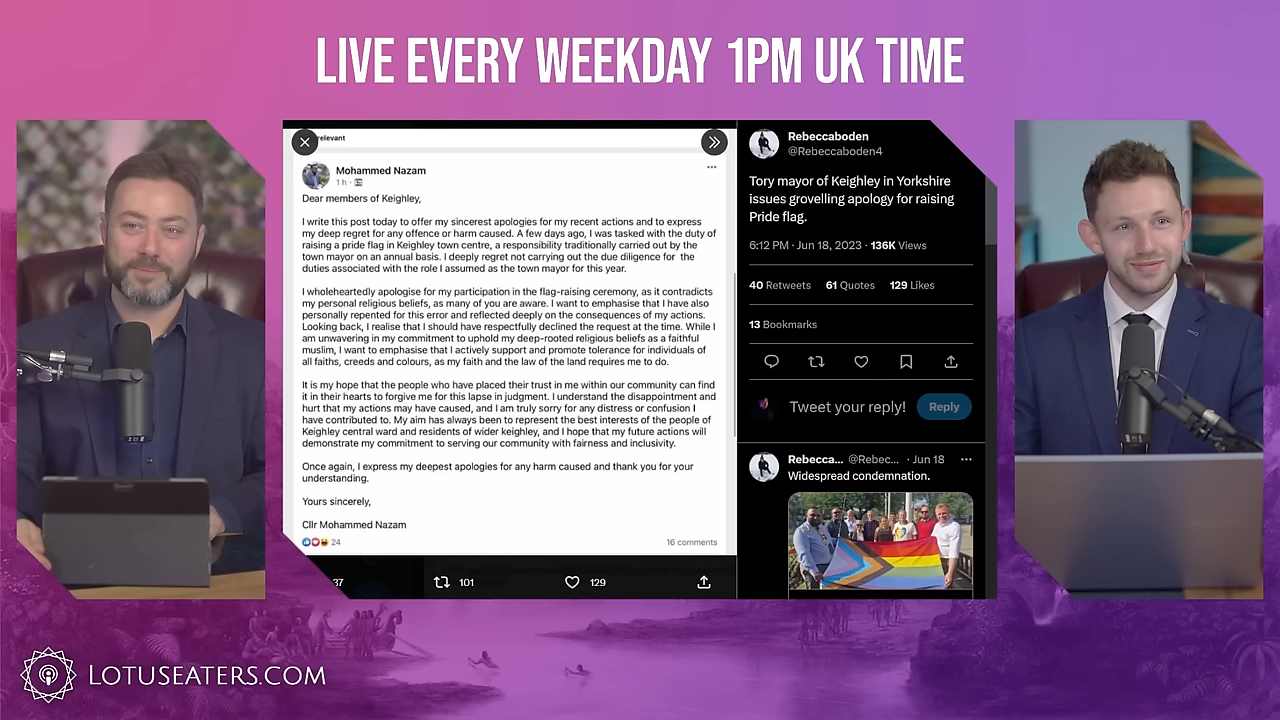 LIVE EVERY WEEKDAY 1PM UK TIME
relevant
Mohammed Nazam
1 h ·
Dear members of Keighley,
I write this post today to offer my sincerest apologies for my recent actions and to express
my deep regret for any offence or harm caused. A few days ago, I was tasked with the duty of
raising a pride flag in Keighley town centre, a responsibility traditionally carried out by the
town mayor on an annual basis. I deeply regret not carrying out the due diligence for the
duties associated with the role I assumed as the town mayor for this year.
I wholeheartedly apologise for my participation in the flag-raising ceremony, as it contradicts
my personal religious beliefs, as many of you are aware. I want to emphasise that I have also
personally repented for this error and reflected deeply on the consequences of my actions.
Looking back, I realise that I should have respectfully declined the request at the time. While I
am unwavering in my commitment to uphold my deep-rooted religious beliefs as a faithful
muslim, I want to emphasise that I actively support and promote tolerance for individuals of
all faiths, creeds and colours, as my faith and the law of the land requires me to do.
It is my hope that the people who have placed their trust in me within our community can find
it in their hearts to forgive me for this lapse in judgment. I understand the disappointment and
hurt that my actions may have caused, and I am truly sorry for any distress or confusion I
have contributed to. My aim has always been to represent the best interests of the people of
Keighley central ward and residents of wider keighley, and I hope that my future actions will
demonstrate my commitment to serving our community with fairness and inclusivity.
Once again, I express my deepest apologies for any harm caused and thank you for your
understanding.
Yours sincerely,
Cllr Mohammed Nazam
24
16 comments
37
101
129
Rebeccaboden
@Rebeccaboden4
Tory mayor of Keighley in Yorkshire
issues grovelling apology for raising
Pride flag.
6:12 PM · Jun 18, 2023 · 136K Views
40 Retweets 61 Quotes 129 Likes
13 Bookmarks
Tweet your reply!
Reply
Rebecca... @Rebec... · Jun 18
Widespread condemnation.
LOTUSEATERS.COM